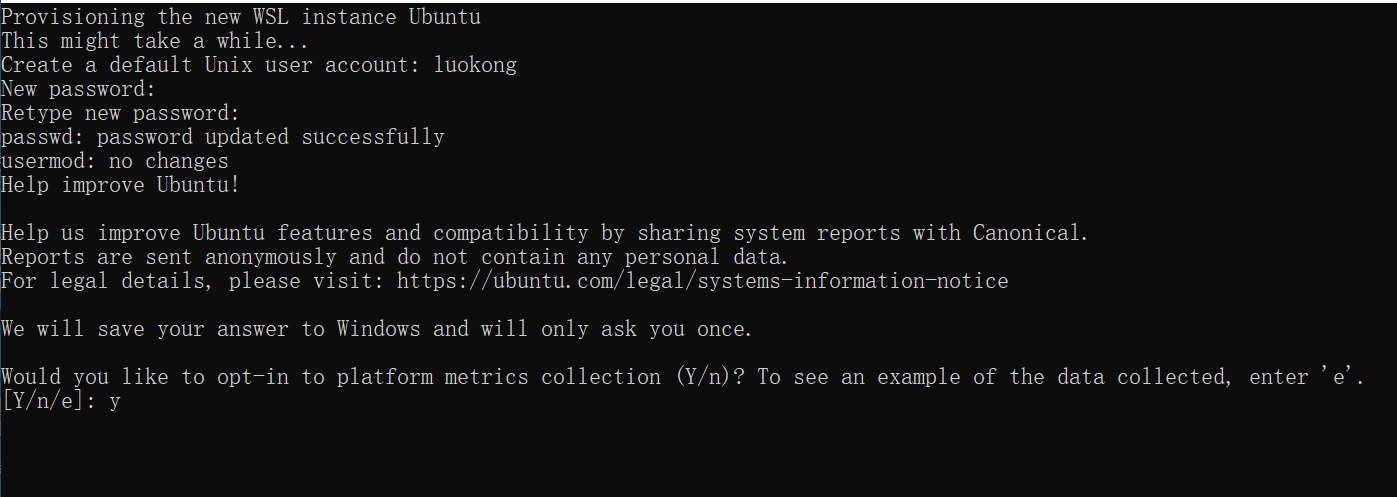 Provisioning the new WSL instance Ubuntu
This might take a while...
Create a default Unix user account: luokong
New password:
Retype new password:
passwd: password updated successfully
usermod: no changes
Help improve Ubuntu!
Help us improve Ubuntu features and compatibility by sharing system reports with Canonical.
Reports are sent anonymously and do not contain any personal data.
For legal details, please visit: https://ubuntu.com/legal/systems-information-notice
We will save your answer to Windows and will only ask you once.
Would you like to opt-in to platform metrics collection (Y/n)? To see an example of the data collected, enter 'e'.
[Y/n/e]: y